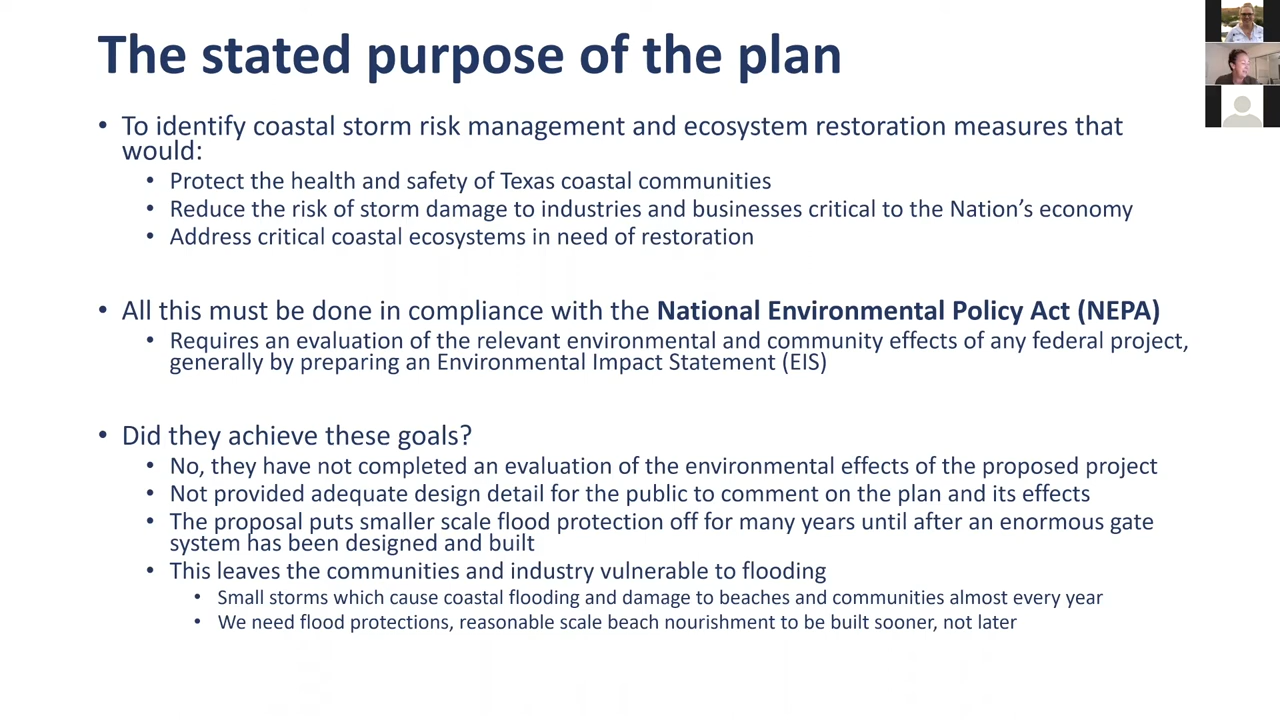 The stated purpose of the plan
• To identify coastal storm risk management and ecosystem restoration measures that
would:
• Protect the health and safety of Texas coastal communities
• Reduce the risk of storm damage to industries and businesses critical to the Nation's economy
• Address critical coastal ecosystems in need of restoration
• All this must be done in compliance with the National Environmental Policy Act (NEPA)
• Requires an evaluation of the relevant environmental and community effects of any federal project,
generally by preparing an Environmental Impact Statement (EIS)
• Did they achieve these goals?
• No, they have not completed an evaluation of the environmental effects of the proposed project
• Not provided adequate design detail for the public to comment on the plan and its effects
• The proposal puts smaller scale flood protection off for many years until after an enormous gate
system has been designed and built
• This leaves the communities and industry vulnerable to flooding
• Small storms which cause coastal flooding and damage to beaches and communities almost every year
• We need flood protections, reasonable scale beach nourishment to be built sooner, not later